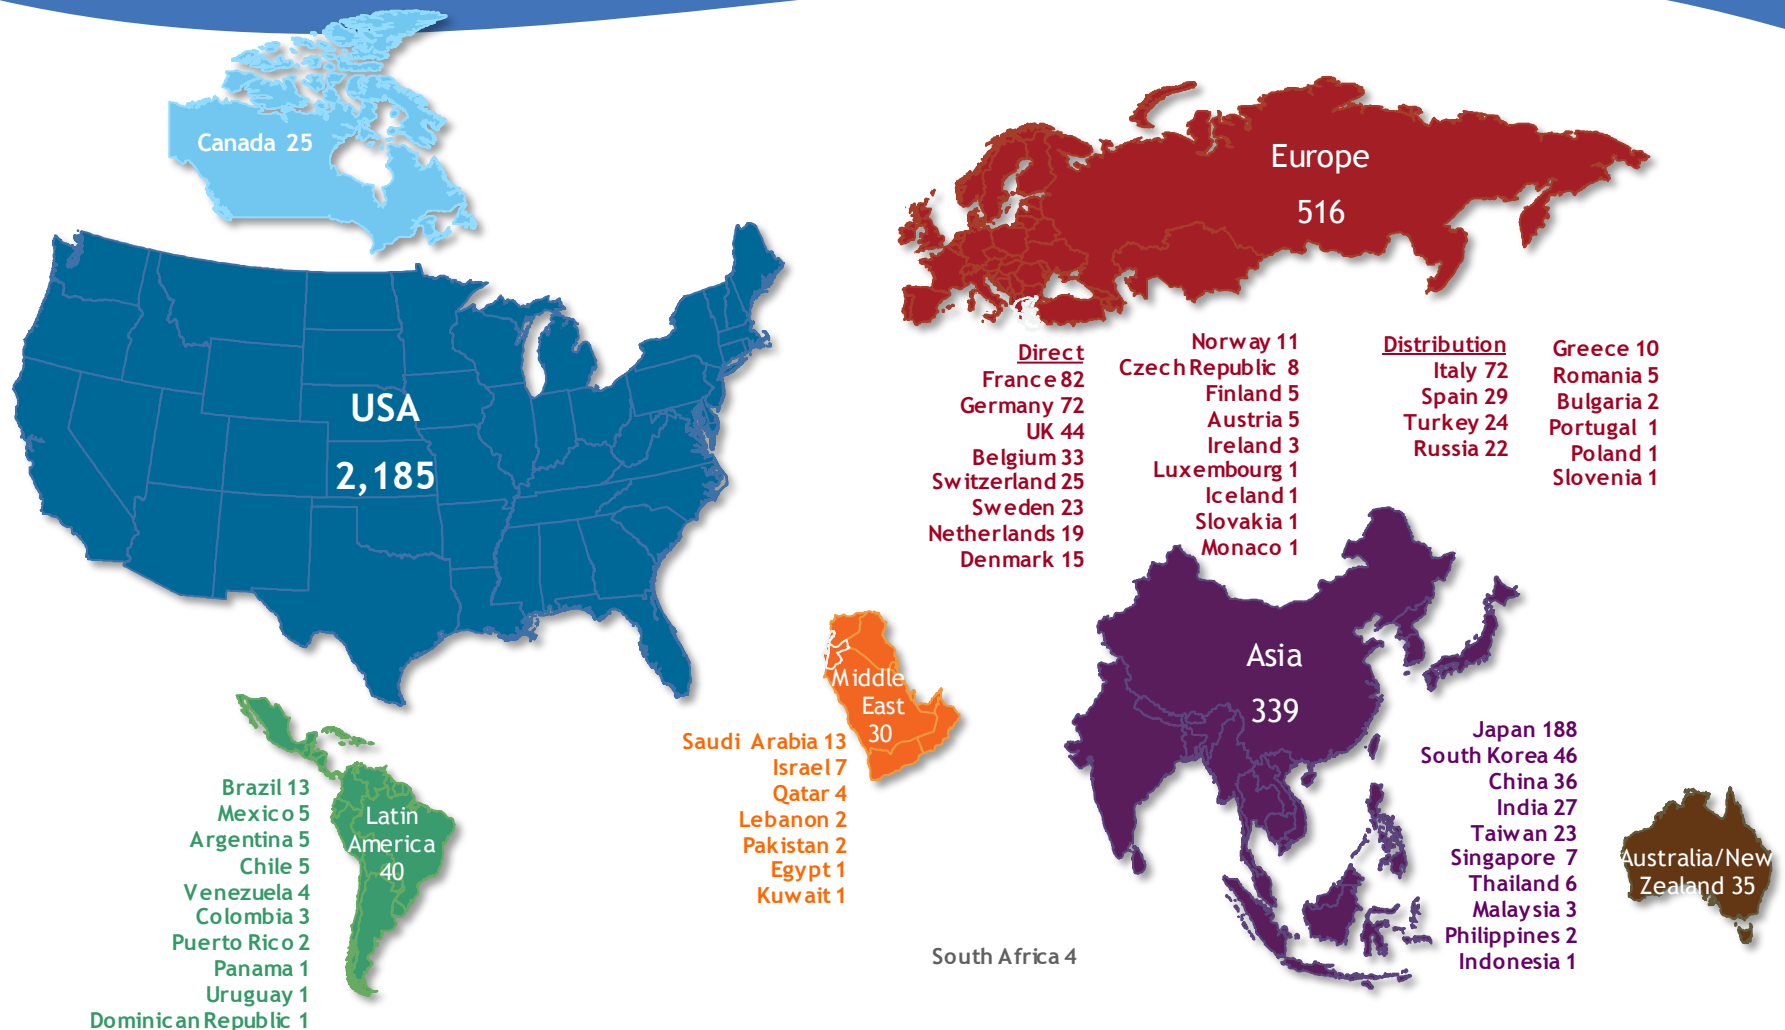 Canada 25
USA
2,185
Europe
516
Direct
France 82
Germany 72
UK 44
Belgium 33
Switzerland 25
Sweden 23
Netherlands 19
Denmark 15
Norway 11
Czech Republic 8
Finland 5
Austria 5
Ireland 3
Luxembourg 1
Iceland 1
Slovakia 1
Monaco 1
Distribution
Italy 72
Spain 29
Turkey 24
Russia 22
Greece 10
Romania 5
Bulgaria 2
Portugal 1
Poland 1
Slovenia 1
Middle
East
30
Saudi Arabia 13
Israel 7
Qatar 4
Lebanon 2
Pakistan 2
Egypt 1
Kuwait 1
Asia
339
Japan 188
South Korea 46
China 36
India 27
Taiwan 23
Singapore 7
Thailand 6
Malaysia 3
Philippines 2
Indonesia 1
Latin
America
40
Brazil 13
Mexico 5
Argentina 5
Chile 5
Venezuela 4
Colombia 3
Puerto Rico 2
Panama 1
Uruguay 1
Dominican Republic 1
South Africa 4
Australia/New
Zealand 35